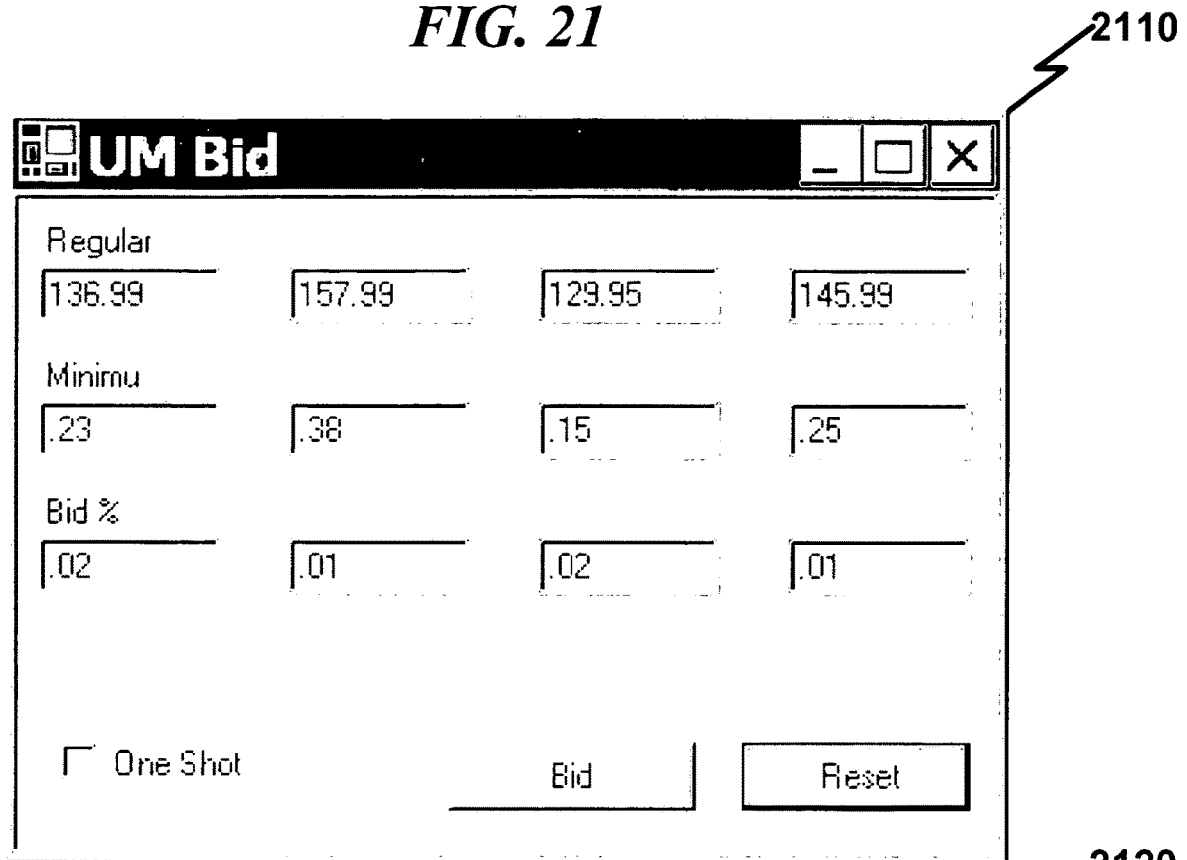 FIG. 21
2110
UM Bid
Regular
136.99 157.99 129.95 145.99
Minimu
.23 .38 .15 .25
Bid %
.02 .01 .02 .01
One Shot Bid Reset